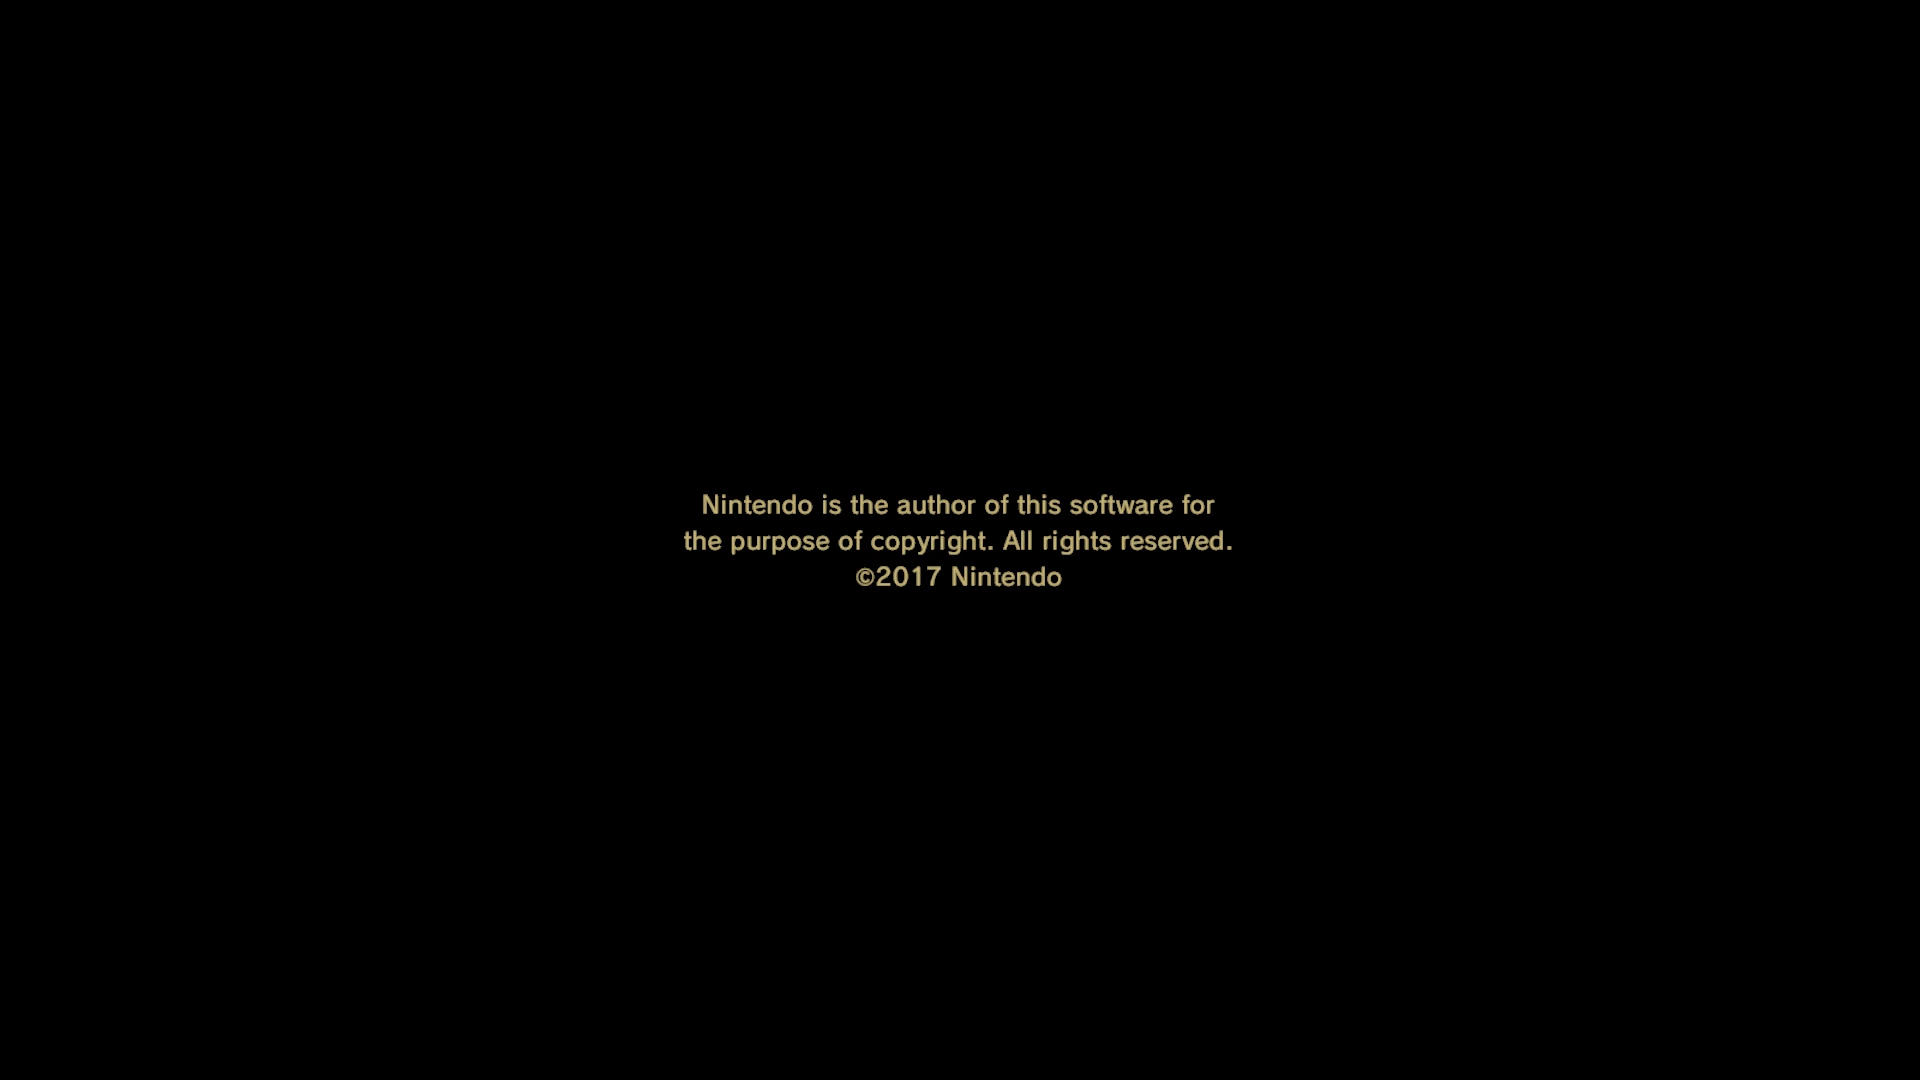 Nintendo is the author of this software for
the purpose of copyright. All rights reserved.
©2017 Nintendo